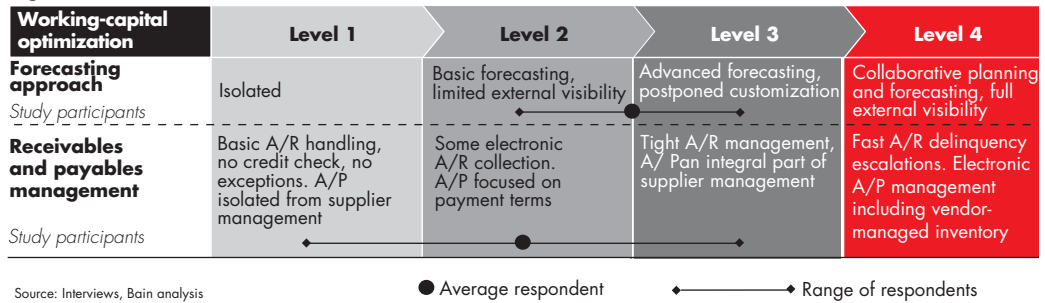 Working-capital
optimization
Level 1
Level 2
Level 3
Level 4
Forecasting
approach
Study participants
Isolated
Basic forecasting,
limited external visibility
Advanced forecasting,
postponed customization
Collaborative planning
and forecasting, full
external visibility
Receivables
and payables
management
Study participants
Basic A/R handling,
no credit check, no
exceptions. A/P
isolated from supplier
management
Some electronic
A/R collection.
A/P focused on
payment terms
Tight A/R management,
A/ Pan integral part of
supplier management
Fast A/R delinquency
escalations. Electronic
A/P management
including vendor-
managed inventory
Source: Interviews, Bain analysis
Average respondent
Range of respondents